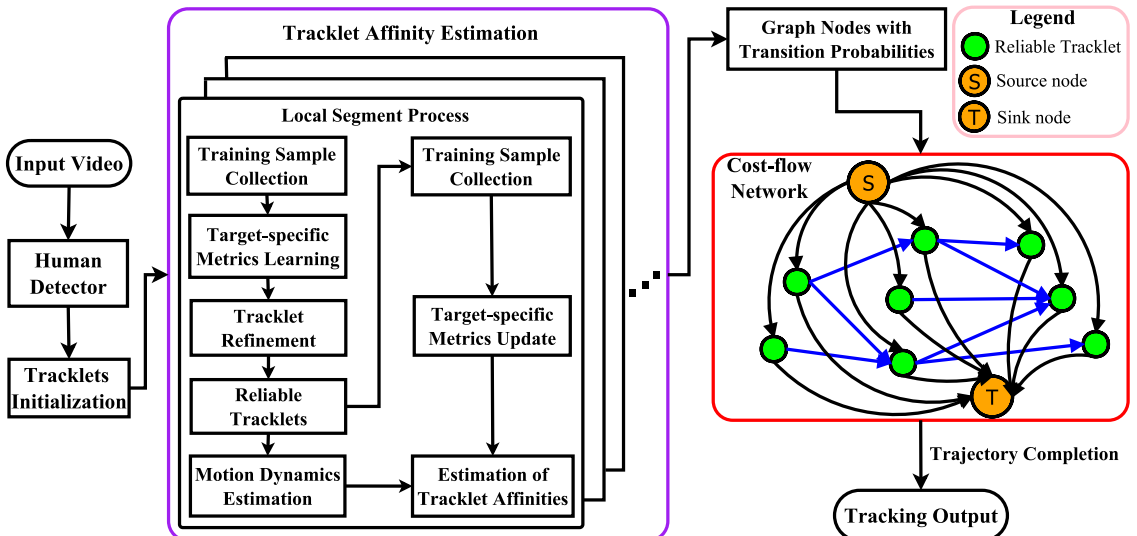 Input Video
Human
Detector
Tracklets
Initialization
Tracklet Affinity Estimation
Local Segment Process
Training Sample
Collection
Target-specific
Metrics Learning
Tracklet
Refinement
Reliable
Tracklets
Motion Dynamics
Estimation
Training Sample
Collection
Target-specific
Metrics Update
Estimation of
Tracklet Affinities
Graph Nodes with
Transition Probabilities
Legend
Reliable Tracklet
S
Source node
T
Sink node
Cost-flow
Network
S
T
Trajectory Completion
Tracking Output